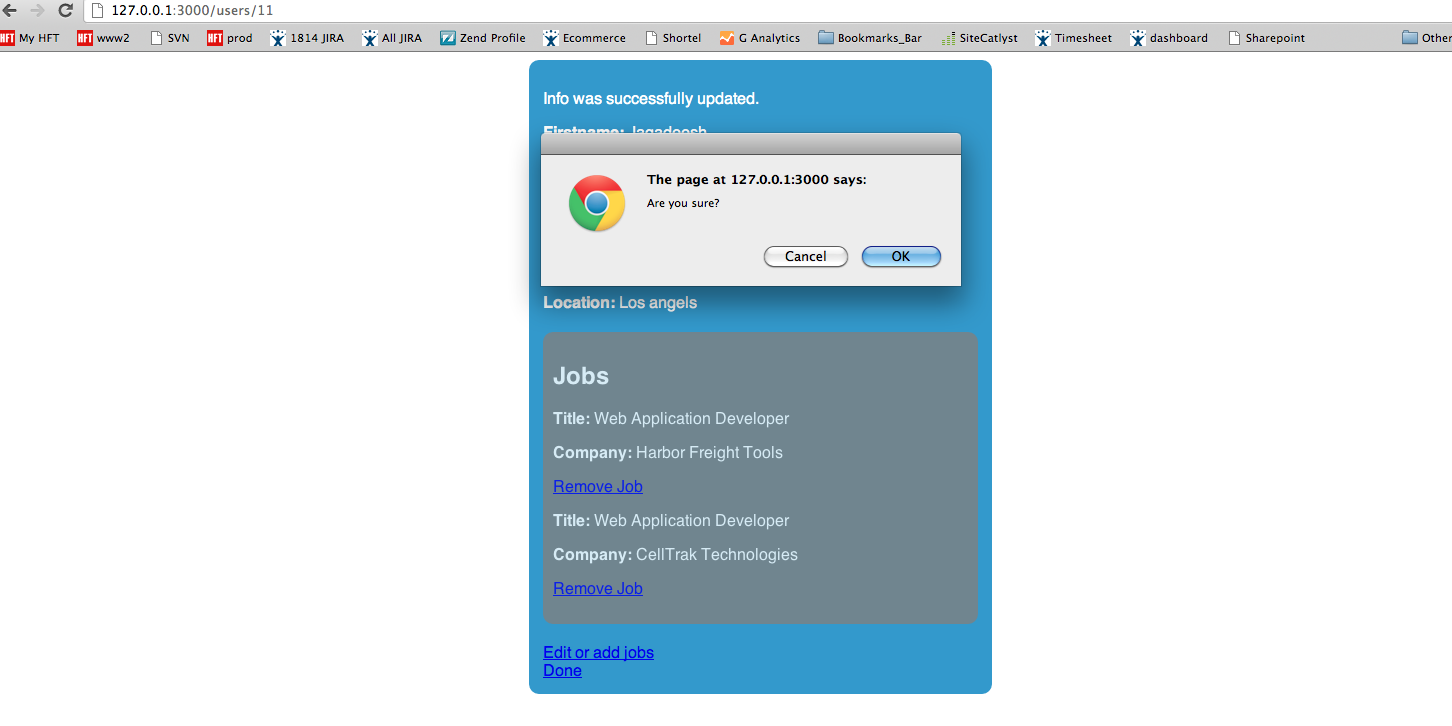 127.0.0.1:3000/users/11
HFT My HFT HFT www2 SVN HFT prod 1814 JIRA All JIRA Zend Profile Ecommerce Shortel G Analytics Bookmarks_Bar SiteCatlyst Timesheet dashboard Sharepoint Other
Info was successfully updated.
Firstname: Jagadeesh
The page at 127.0.0.1:3000 says:
Are you sure?
Cancel OK
Location: Los angels
Jobs
Title: Web Application Developer
Company: Harbor Freight Tools
Remove Job
Title: Web Application Developer
Company: CellTrak Technologies
Remove Job
Edit or add jobs
Done